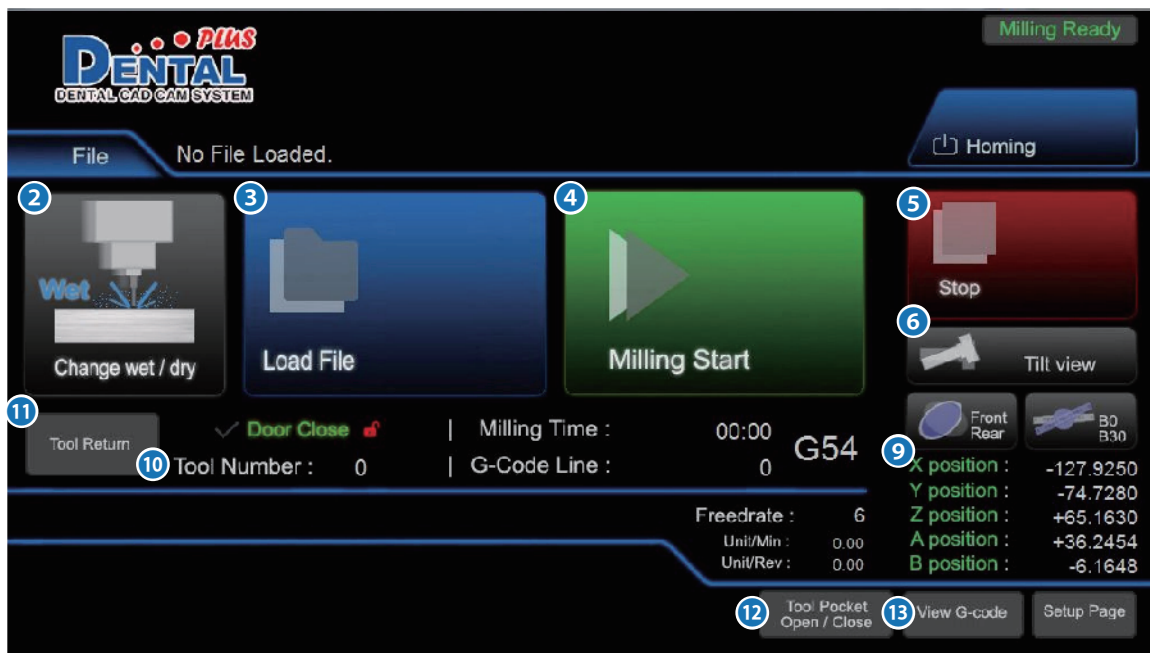 PLUS
DENTAL
DENTAL CAD CAM SYSTEM
Milling Ready
Homing
File
No File Loaded.
2
3
4
5
Wet
Change wet / dry
Load File
Milling Start
Stop
6
Tilt view
Front
Rear
B0
B30
11
Tool Return
Door Close
| Milling Time : 00:00
G54
10
Tool Number : 0
| G-Code Line : 0
9
X position : -127.9250
Y position : -74.7280
Z position : +65.1630
A position : +36.2454
B position : -6.1648
Freedrate : 6
Unit/Min : 0.00
Unit/Rev : 0.00
12
Tool Pocket
Open / Close
13
View G-code
Setup Page